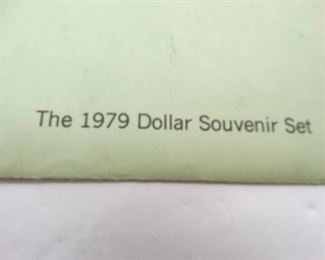 The 1979 Dollar Souvenir Set